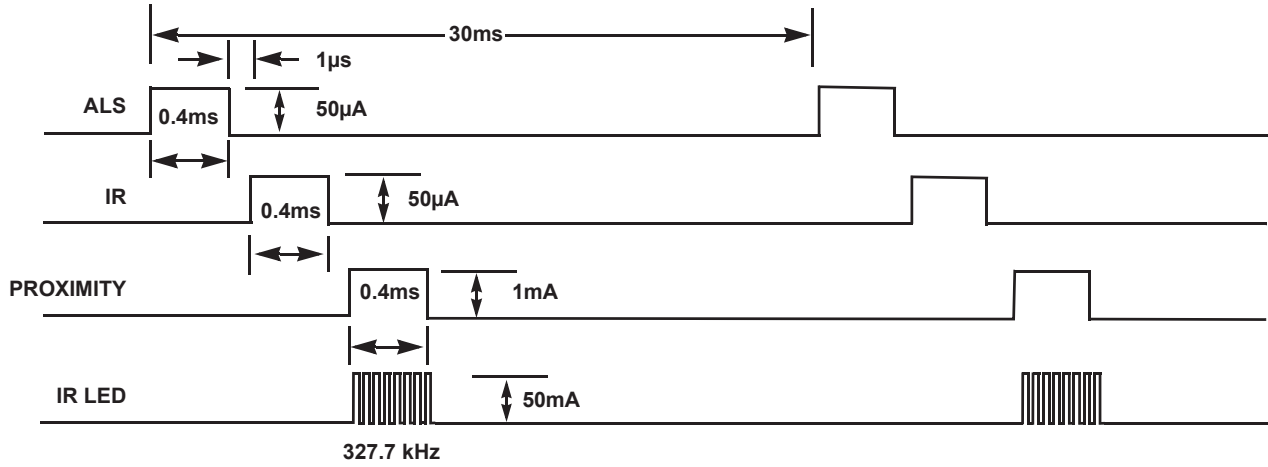 30ms
1µs
ALS
0.4ms
50µA
IR
0.4ms
50µA
PROXIMITY
0.4ms
1mA
IR LED
50mA
327.7 kHz